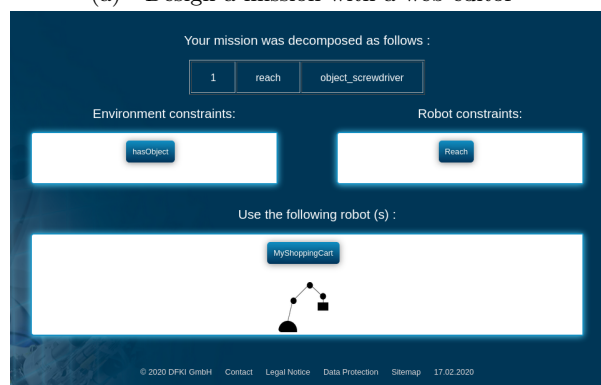 (a) Design a mission with a web editor
Your mission was decomposed as follows :
1 reach object_screwdriver
Environment constraints: Robot constraints:
hasObject Reach
Use the following robot (s) :
MyShoppingCart
© 2020 DFKI GmbH Contact Legal Notice Data Protection Sitemap 17.02.2020